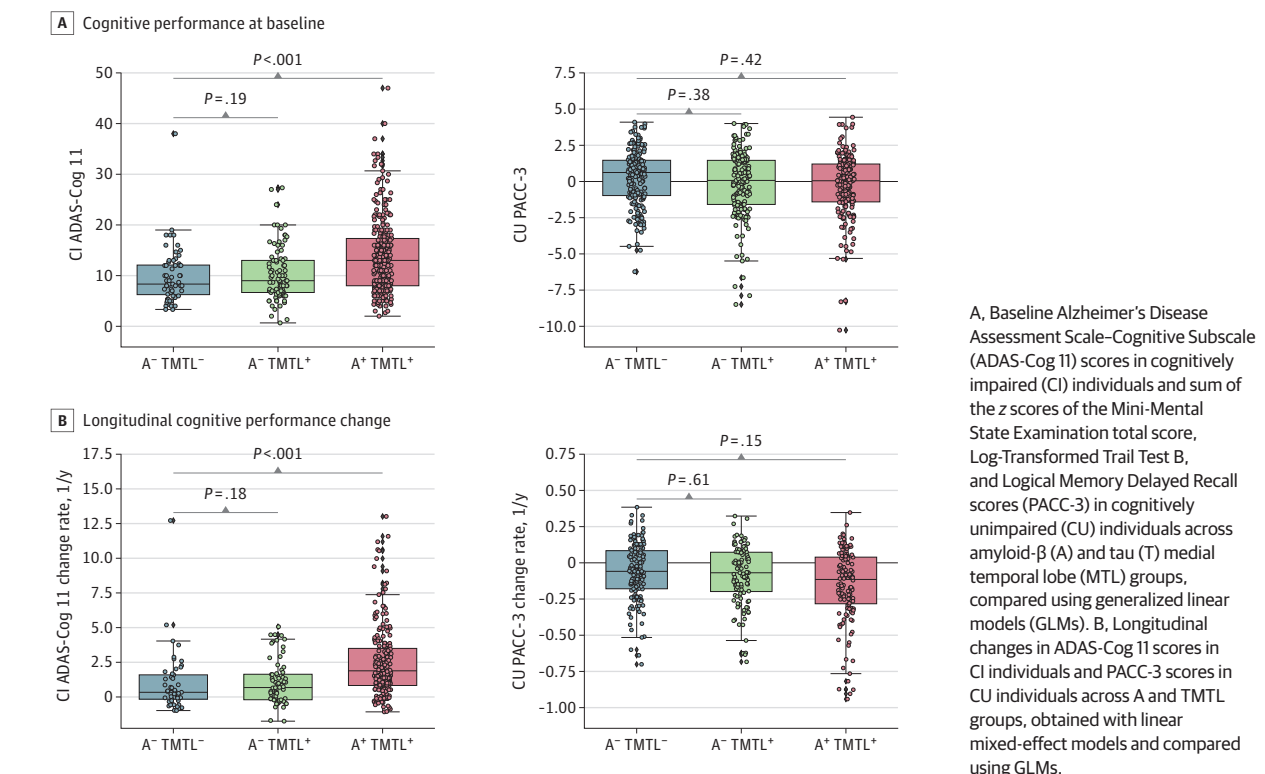 A Cognitive performance at baseline
P<.001
P=.19
50
40
30
20
10
0
CI ADAS-Cog 11
A⁻ TMTL⁻
A⁻ TMTL⁺
A⁺ TMTL⁺
P=.42
P=.38
7.5
5.0
2.5
0
-2.5
-5.0
-7.5
-10.0
CU PACC-3
A⁻ TMTL⁻
A⁻ TMTL⁺
A⁺ TMTL⁺
B Longitudinal cognitive performance change
P<.001
P=.18
17.5
15.0
12.5
10.0
7.5
5.0
2.5
0
CI ADAS-Cog 11 change rate, 1/y
A⁻ TMTL⁻
A⁻ TMTL⁺
A⁺ TMTL⁺
P=.15
P=.61
0.75
0.50
0.25
0
-0.25
-0.50
-0.75
-1.00
CU PACC-3 change rate, 1/y
A⁻ TMTL⁻
A⁻ TMTL⁺
A⁺ TMTL⁺
A, Baseline Alzheimer's Disease
Assessment Scale–Cognitive Subscale
(ADAS-Cog 11) scores in cognitively
impaired (CI) individuals and sum of
the z scores of the Mini-Mental
State Examination total score,
Log-Transformed Trail Test B,
and Logical Memory Delayed Recall
scores (PACC-3) in cognitively
unimpaired (CU) individuals across
amyloid-β (A) and tau (T) medial
temporal lobe (MTL) groups,
compared using generalized linear
models (GLMs). B, Longitudinal
changes in ADAS-Cog 11 scores in
CI individuals and PACC-3 scores in
CU individuals across A and TMTL
groups, obtained with linear
mixed-effect models and compared
using GLMs.